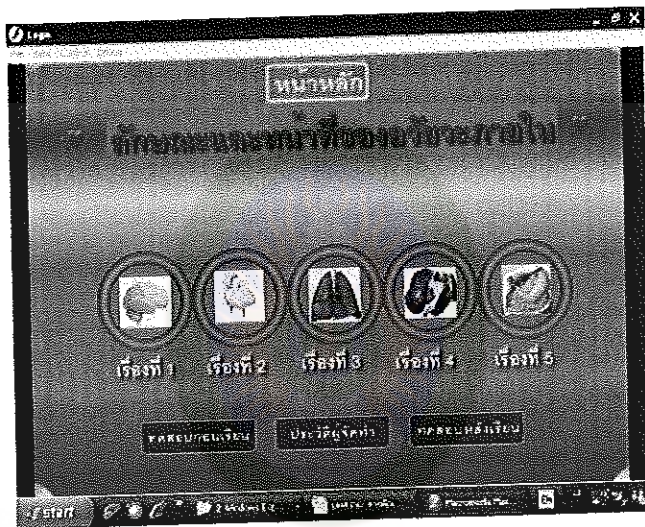 Login
หน้าหลัก
" ลักษณะและหน้าที่ของอวัยวะภายใน "
เรื่องที่ 1 เรื่องที่ 2 เรื่องที่ 3 เรื่องที่ 4 เรื่องที่ 5
ทดสอบก่อนเรียน ประวัติผู้จัดทำ ทดสอบหลังเรียน
start